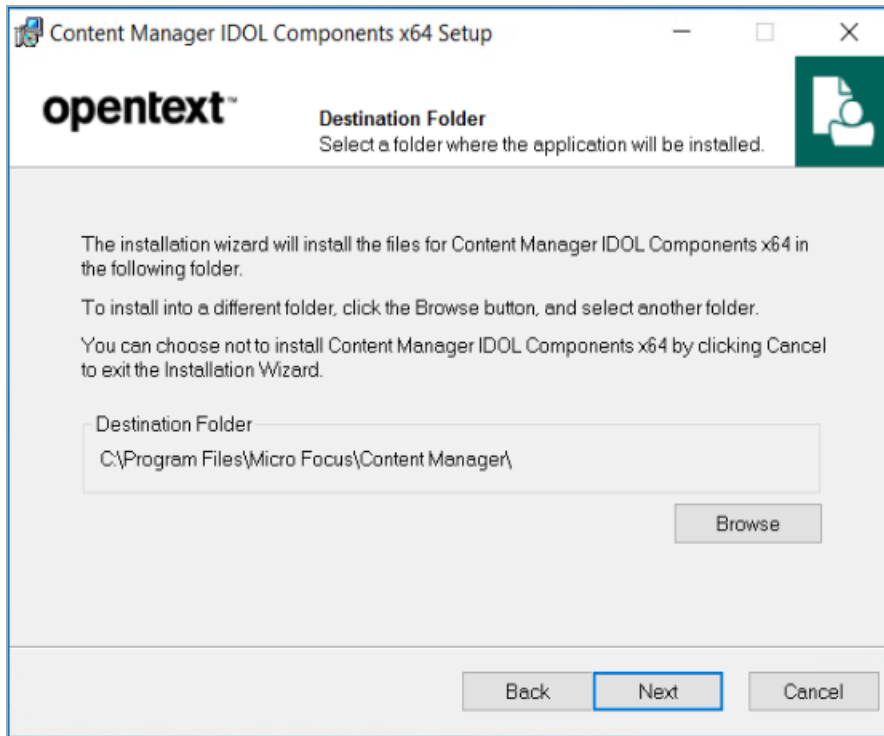 Content Manager IDOL Components x64 Setup
opentext™
Destination Folder
Select a folder where the application will be installed.
The installation wizard will install the files for Content Manager IDOL Components x64 in
the following folder.
To install into a different folder, click the Browse button, and select another folder.
You can choose not to install Content Manager IDOL Components x64 by clicking Cancel
to exit the Installation Wizard.
Destination Folder
C:\Program Files\Micro Focus\Content Manager\
Browse
Back Next Cancel